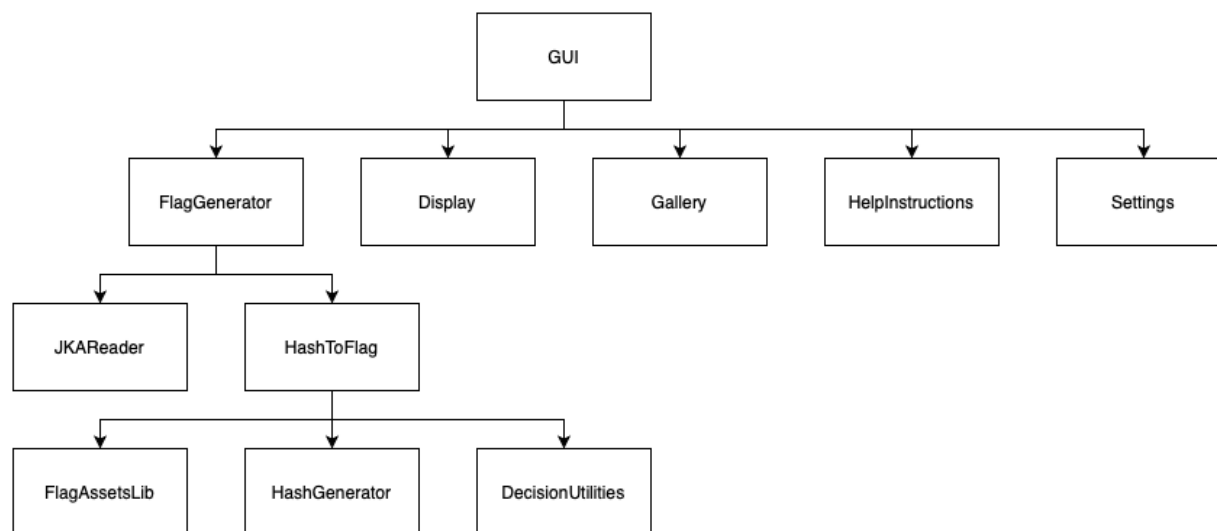 GUI
FlagGenerator
Display
Gallery
HelpInstructions
Settings
JKAReader
HashToFlag
FlagAssetsLib
HashGenerator
DecisionUtilities